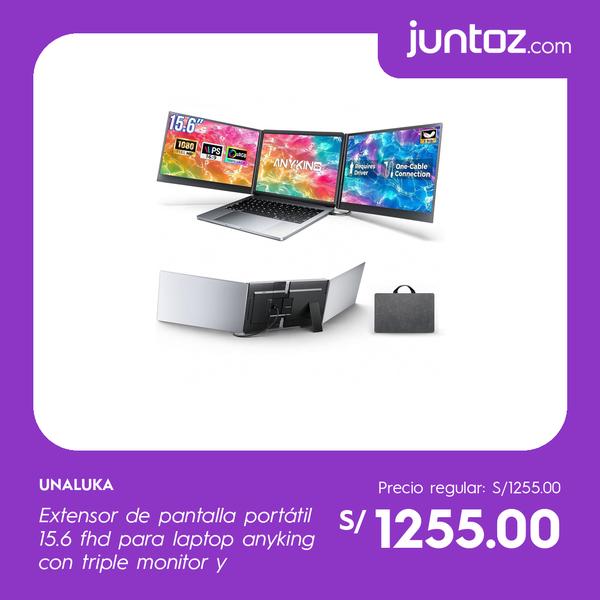 juntoz.com
15.6"
1080
IPS
ANYKING
Requires
Driver
One-Cable
Connection
UNALUKA
Precio regular: S/1255.00
Extensor de pantalla portátil
15.6 fhd para laptop anyking
con triple monitor y
S/ 1255.00